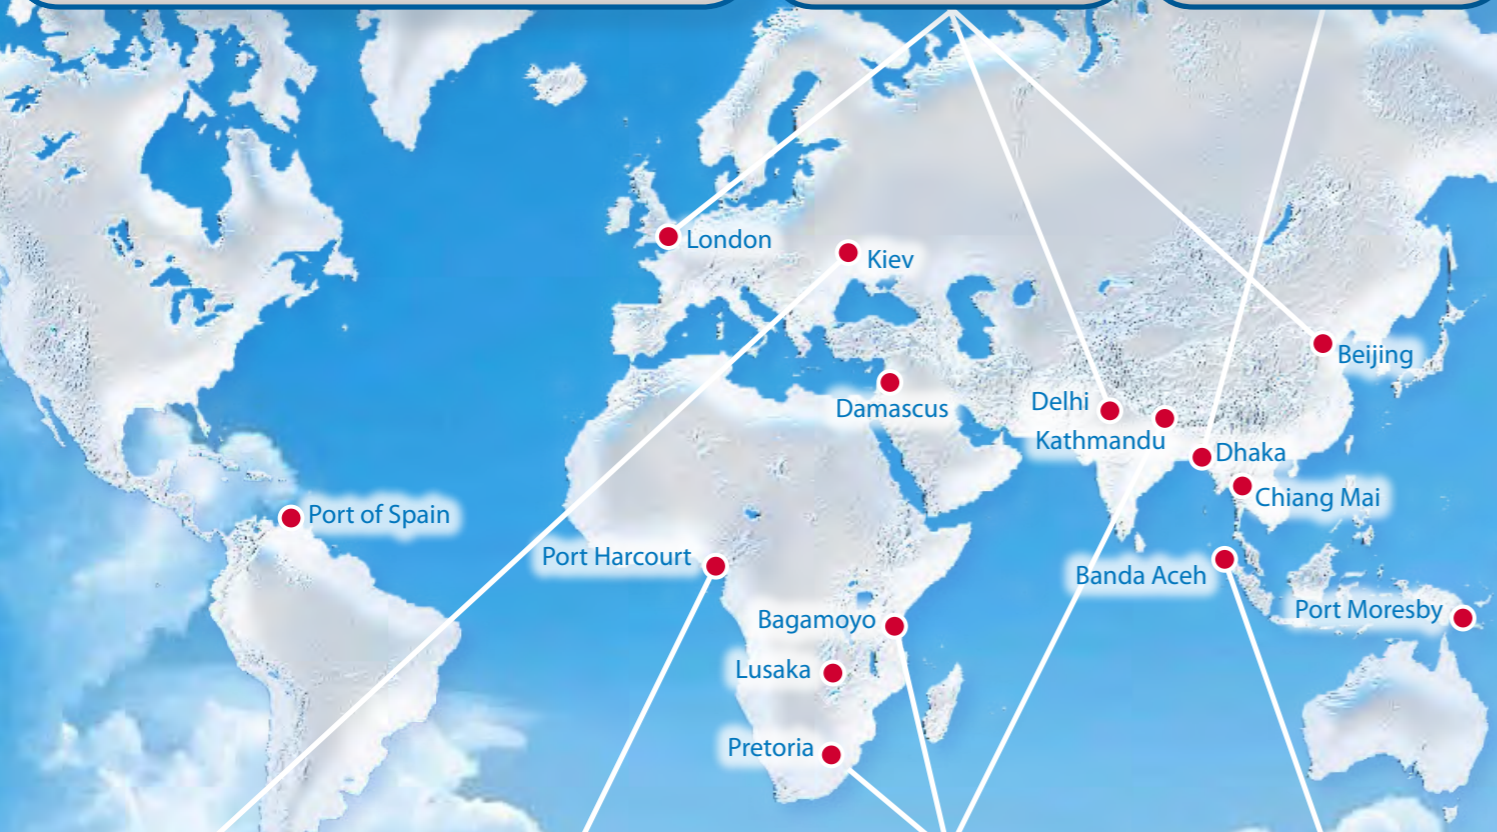 London
Kiev
Beijing
Damascus
Delhi
Kathmandu
Dhaka
Chiang Mai
Port of Spain
Port Harcourt
Banda Aceh
Port Moresby
Bagamoyo
Lusaka
Pretoria